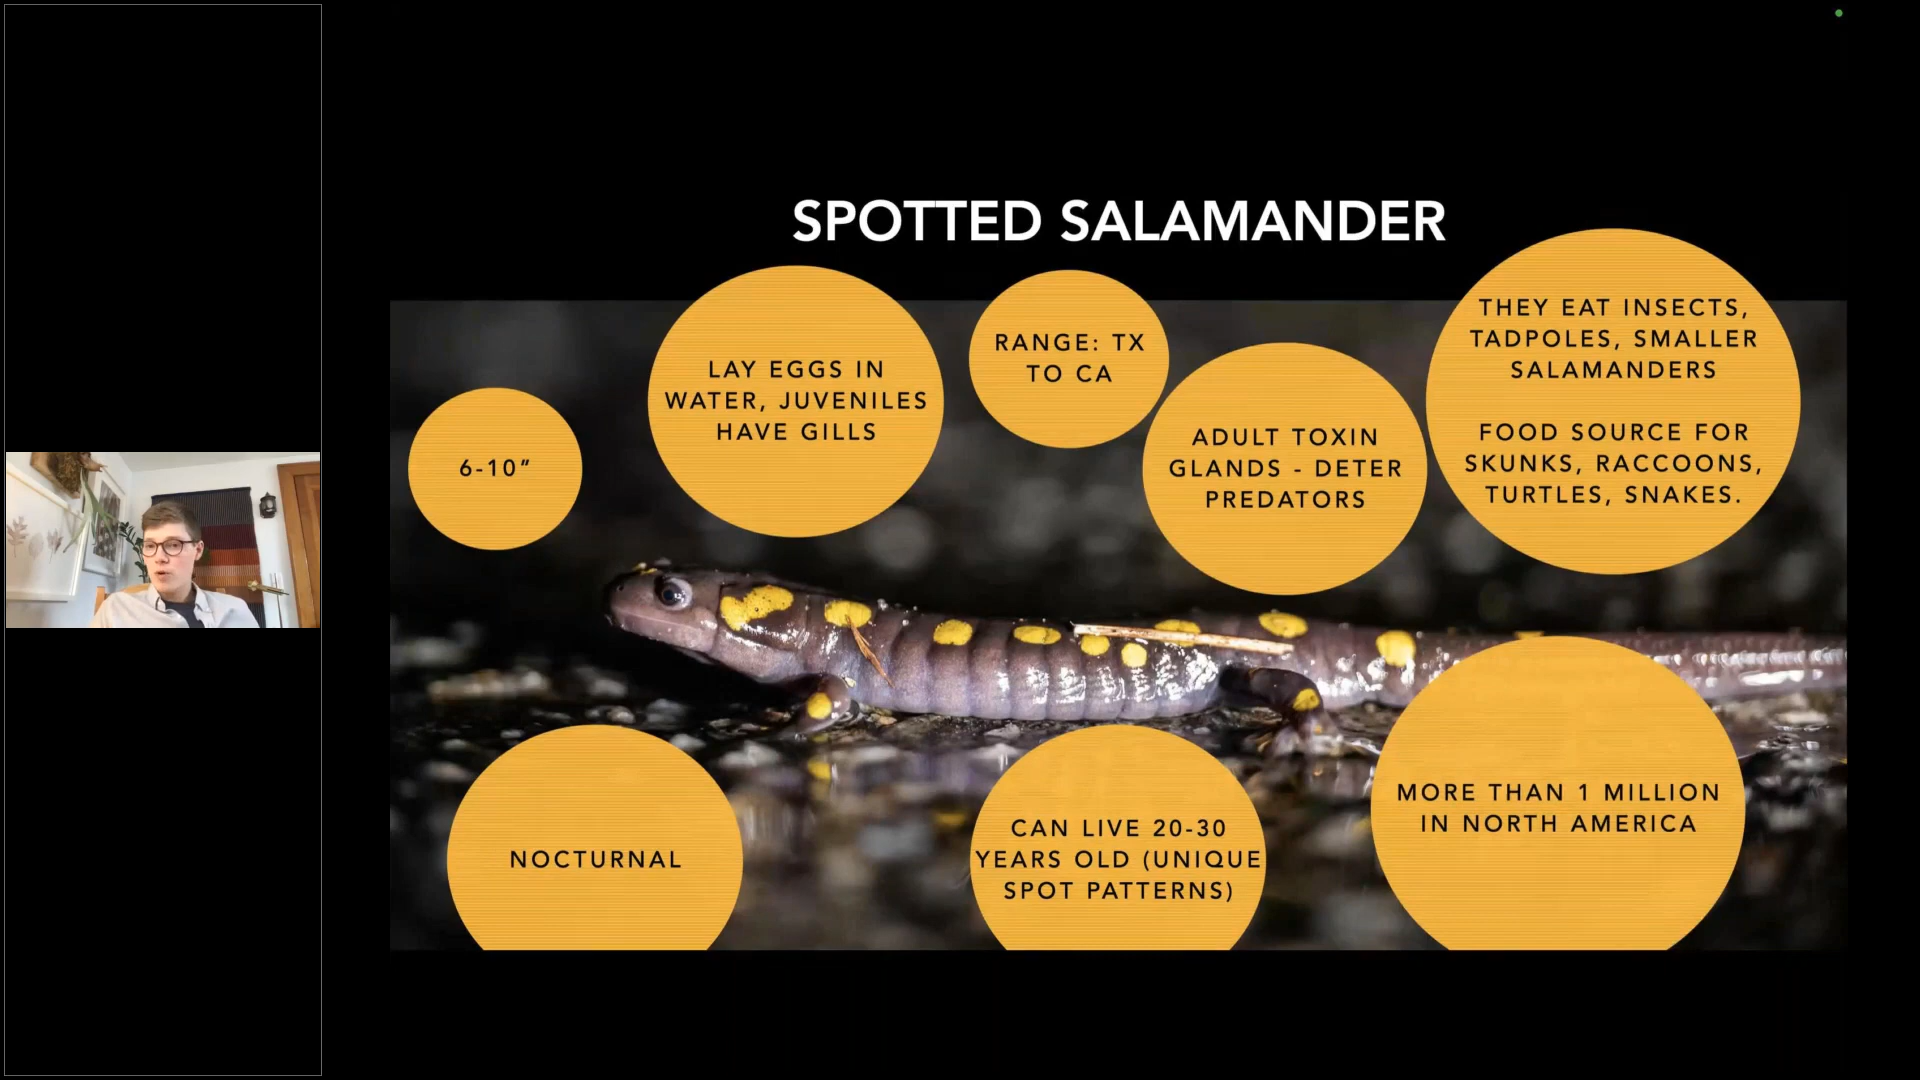 SPOTTED SALAMANDER
6-10”
LAY EGGS IN
WATER, JUVENILES
HAVE GILLS
RANGE: TX
TO CA
ADULT TOXIN
GLANDS - DETER
PREDATORS
THEY EAT INSECTS,
TADPOLES, SMALLER
SALAMANDERS
FOOD SOURCE FOR
SKUNKS, RACCOONS,
TURTLES, SNAKES.
NOCTURNAL
CAN LIVE 20-30
YEARS OLD (UNIQUE
SPOT PATTERNS)
MORE THAN 1 MILLION
IN NORTH AMERICA